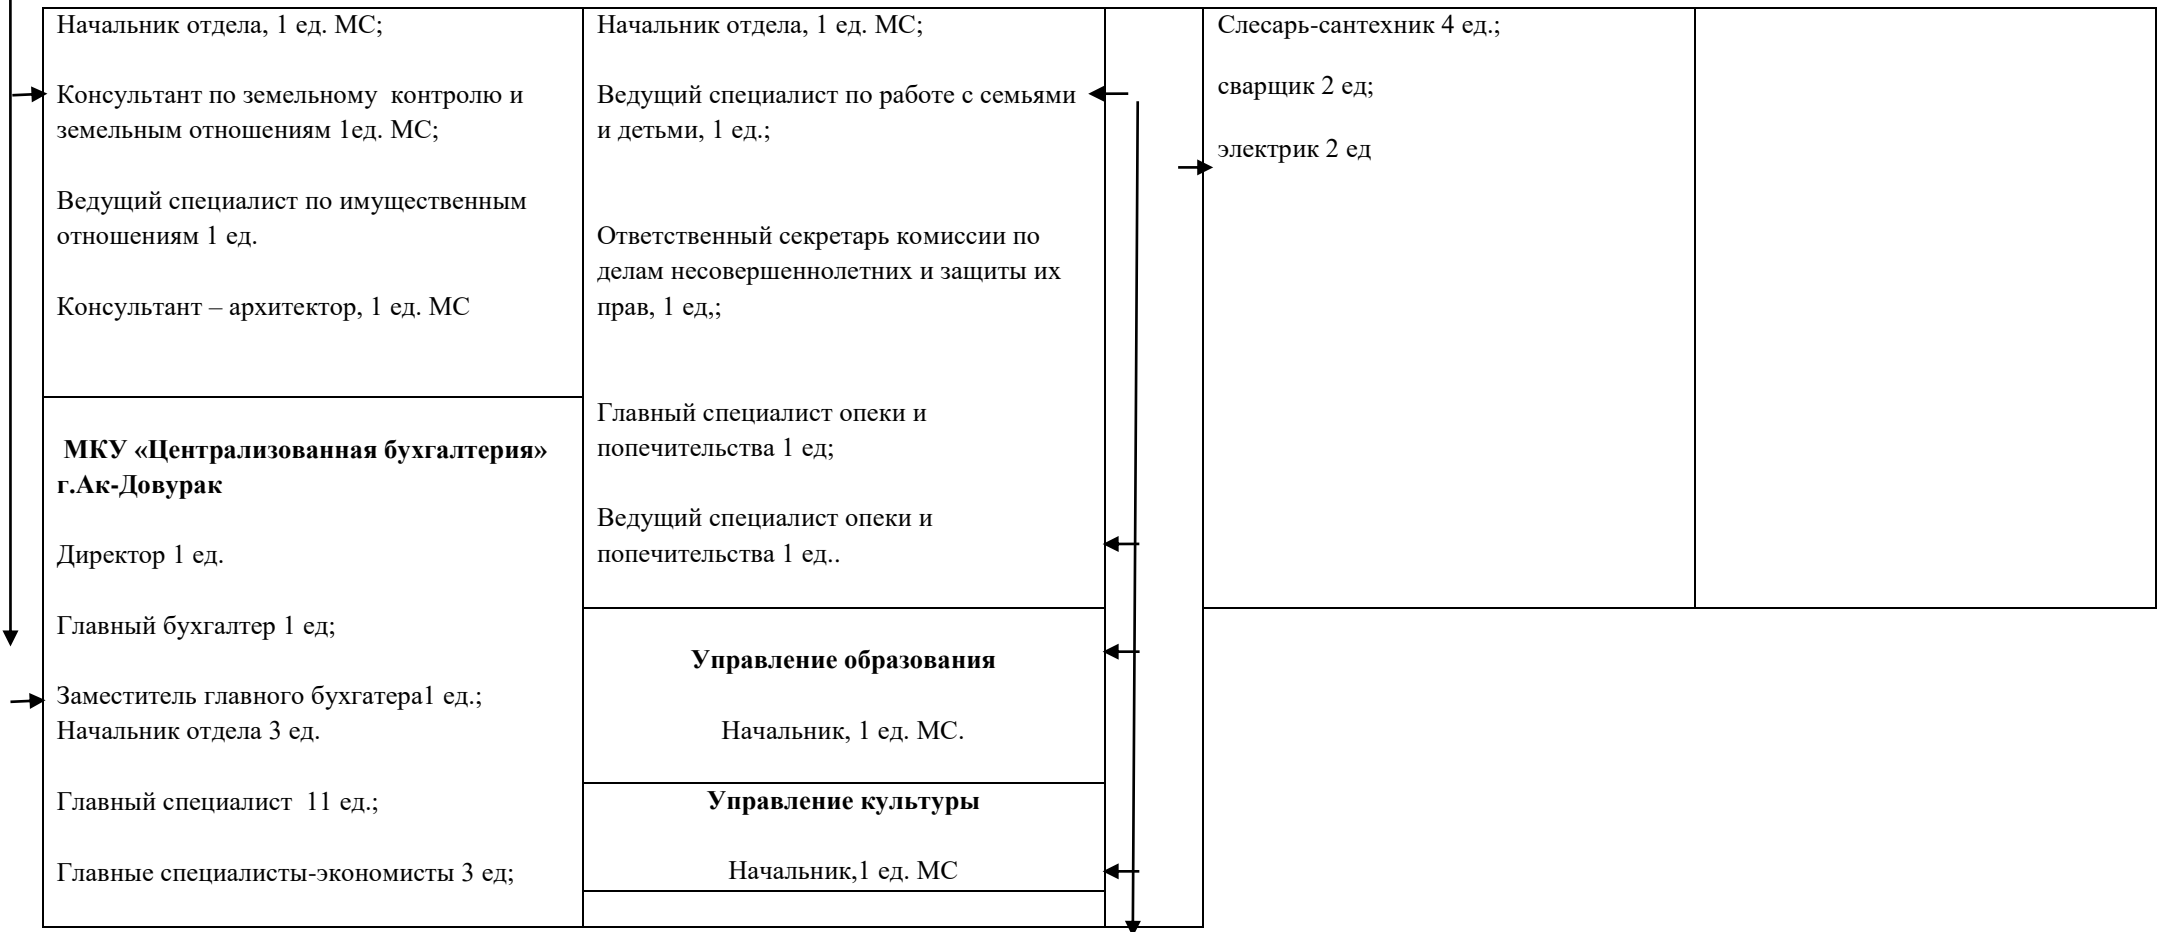 Начальник отдела, 1 ед. МС;
Консультант по земельному  контролю и
земельным отношениям 1ед. МС;
Ведущий специалист по имущественным
отношениям 1 ед.
Консультант – архитектор, 1 ед. МС
МКУ «Централизованная бухгалтерия»
г.Ак-Довурак
Директор 1 ед.
Главный бухгалтер 1 ед;
Заместитель главного бухгатера1 ед.;
Начальник отдела 3 ед.
Главный специалист  11 ед.;
Главные специалисты-экономисты 3 ед;
Начальник отдела, 1 ед. МС;
Ведущий специалист по работе с семьями
и детьми, 1 ед.;
Ответственный секретарь комиссии по
делам несовершеннолетних и защиты их
прав, 1 ед,;
Главный специалист опеки и
попечительства 1 ед;
Ведущий специалист опеки и
попечительства 1 ед..
Управление образования
Начальник, 1 ед. МС.
Управление культуры
Начальник,1 ед. МС
Слесарь-сантехник 4 ед.;
сварщик 2 ед;
электрик 2 ед